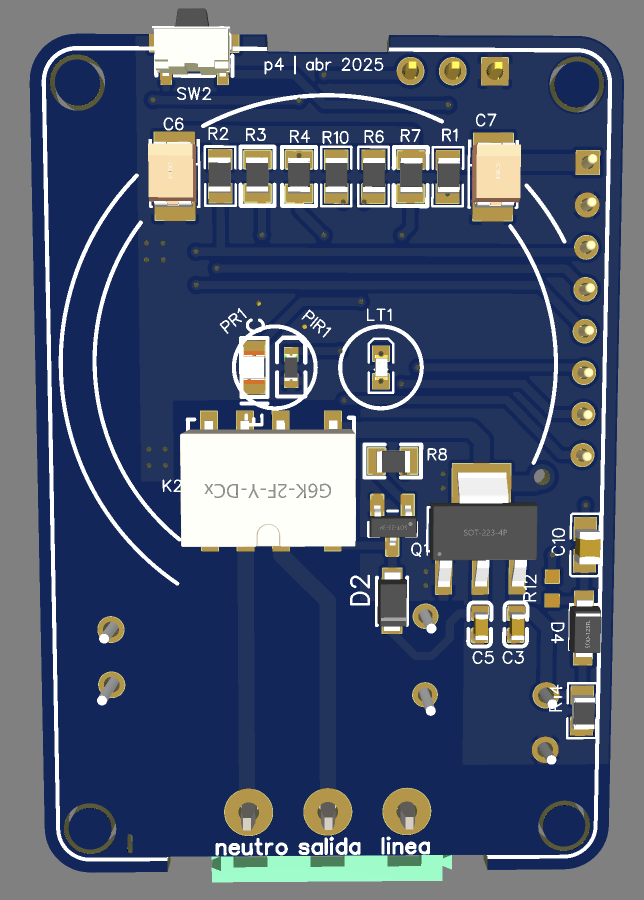 p4 | abr 2025
SW2
C6
R2
R3
R4
R10
R6
R7
R1
C7
PR1
PIR1
LT1
K2
G6K-2F-Y-DCx
R8
SOT-223-4P
Q1
C10
D2
R12
D4
C5
C3
R14
neutro salida linea